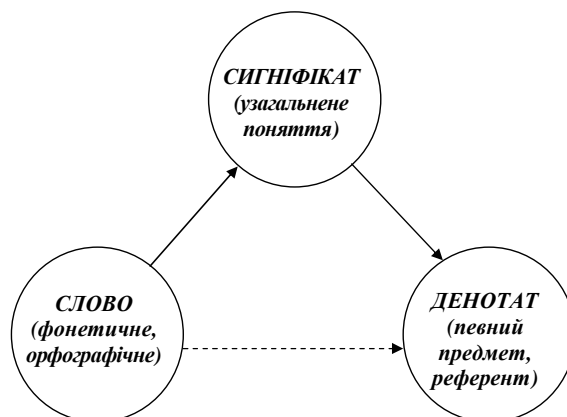 СИГНІФІКАТ
(узагальнене
поняття)
СЛОВО
(фонетичне,
орфографічне)
ДЕНОТАТ
(певний
предмет,
референт)